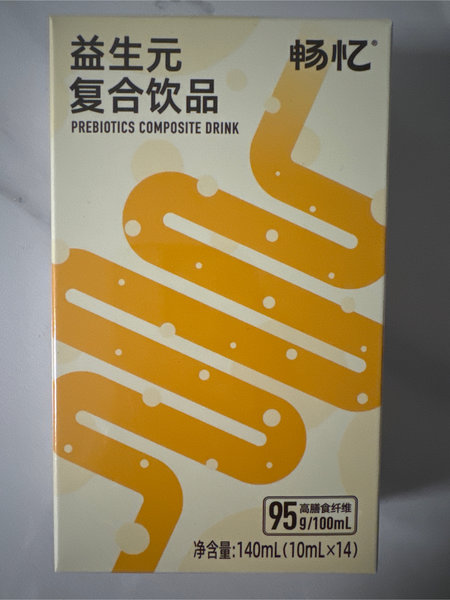 益生元
复合饮品
PREBIOTICS COMPOSITE DRINK
畅忆®
95 高膳食纤维
g/100mL
净含量:140mL(10mL×14)